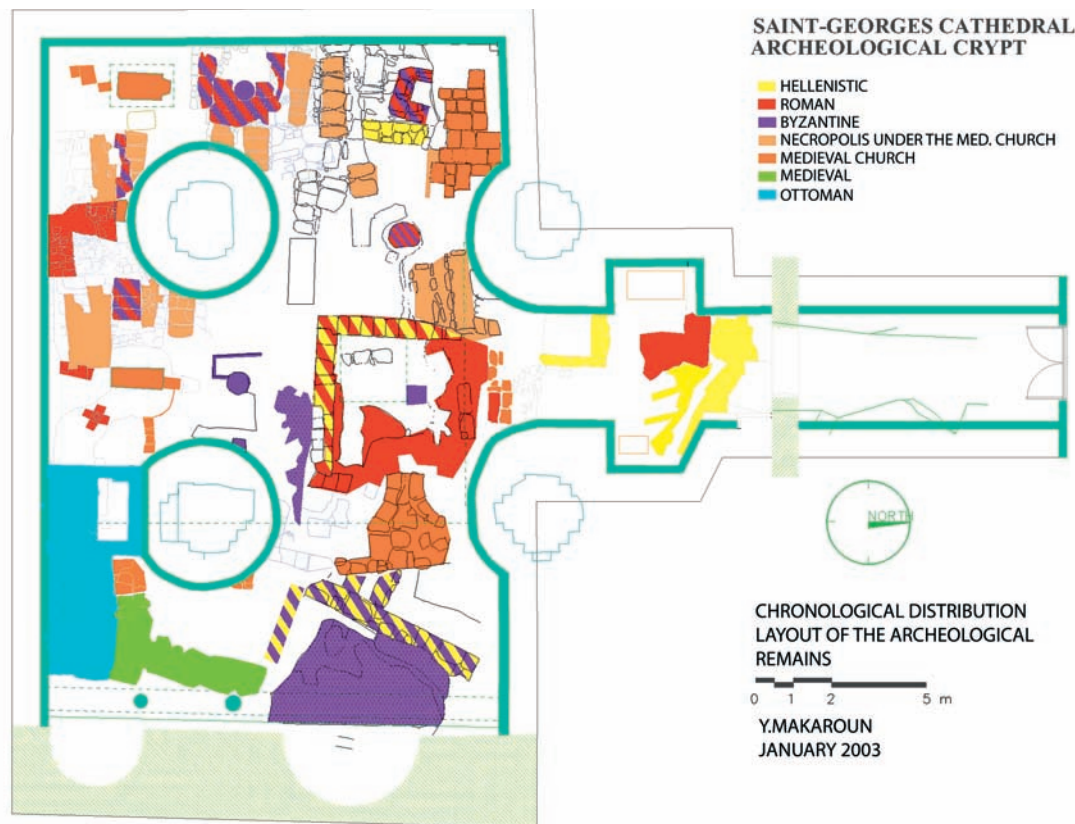 SAINT-GEORGES CATHEDRAL
ARCHEOLOGICAL CRYPT
HELLENISTIC
ROMAN
BYZANTINE
NECROPOLIS UNDER THE MED. CHURCH
MEDIEVAL CHURCH
MEDIEVAL
OTTOMAN
NORTH
CHRONOLOGICAL DISTRIBUTION
LAYOUT OF THE ARCHEOLOGICAL
REMAINS
0 1 2 5 m
Y.MAKAROUN
JANUARY 2003